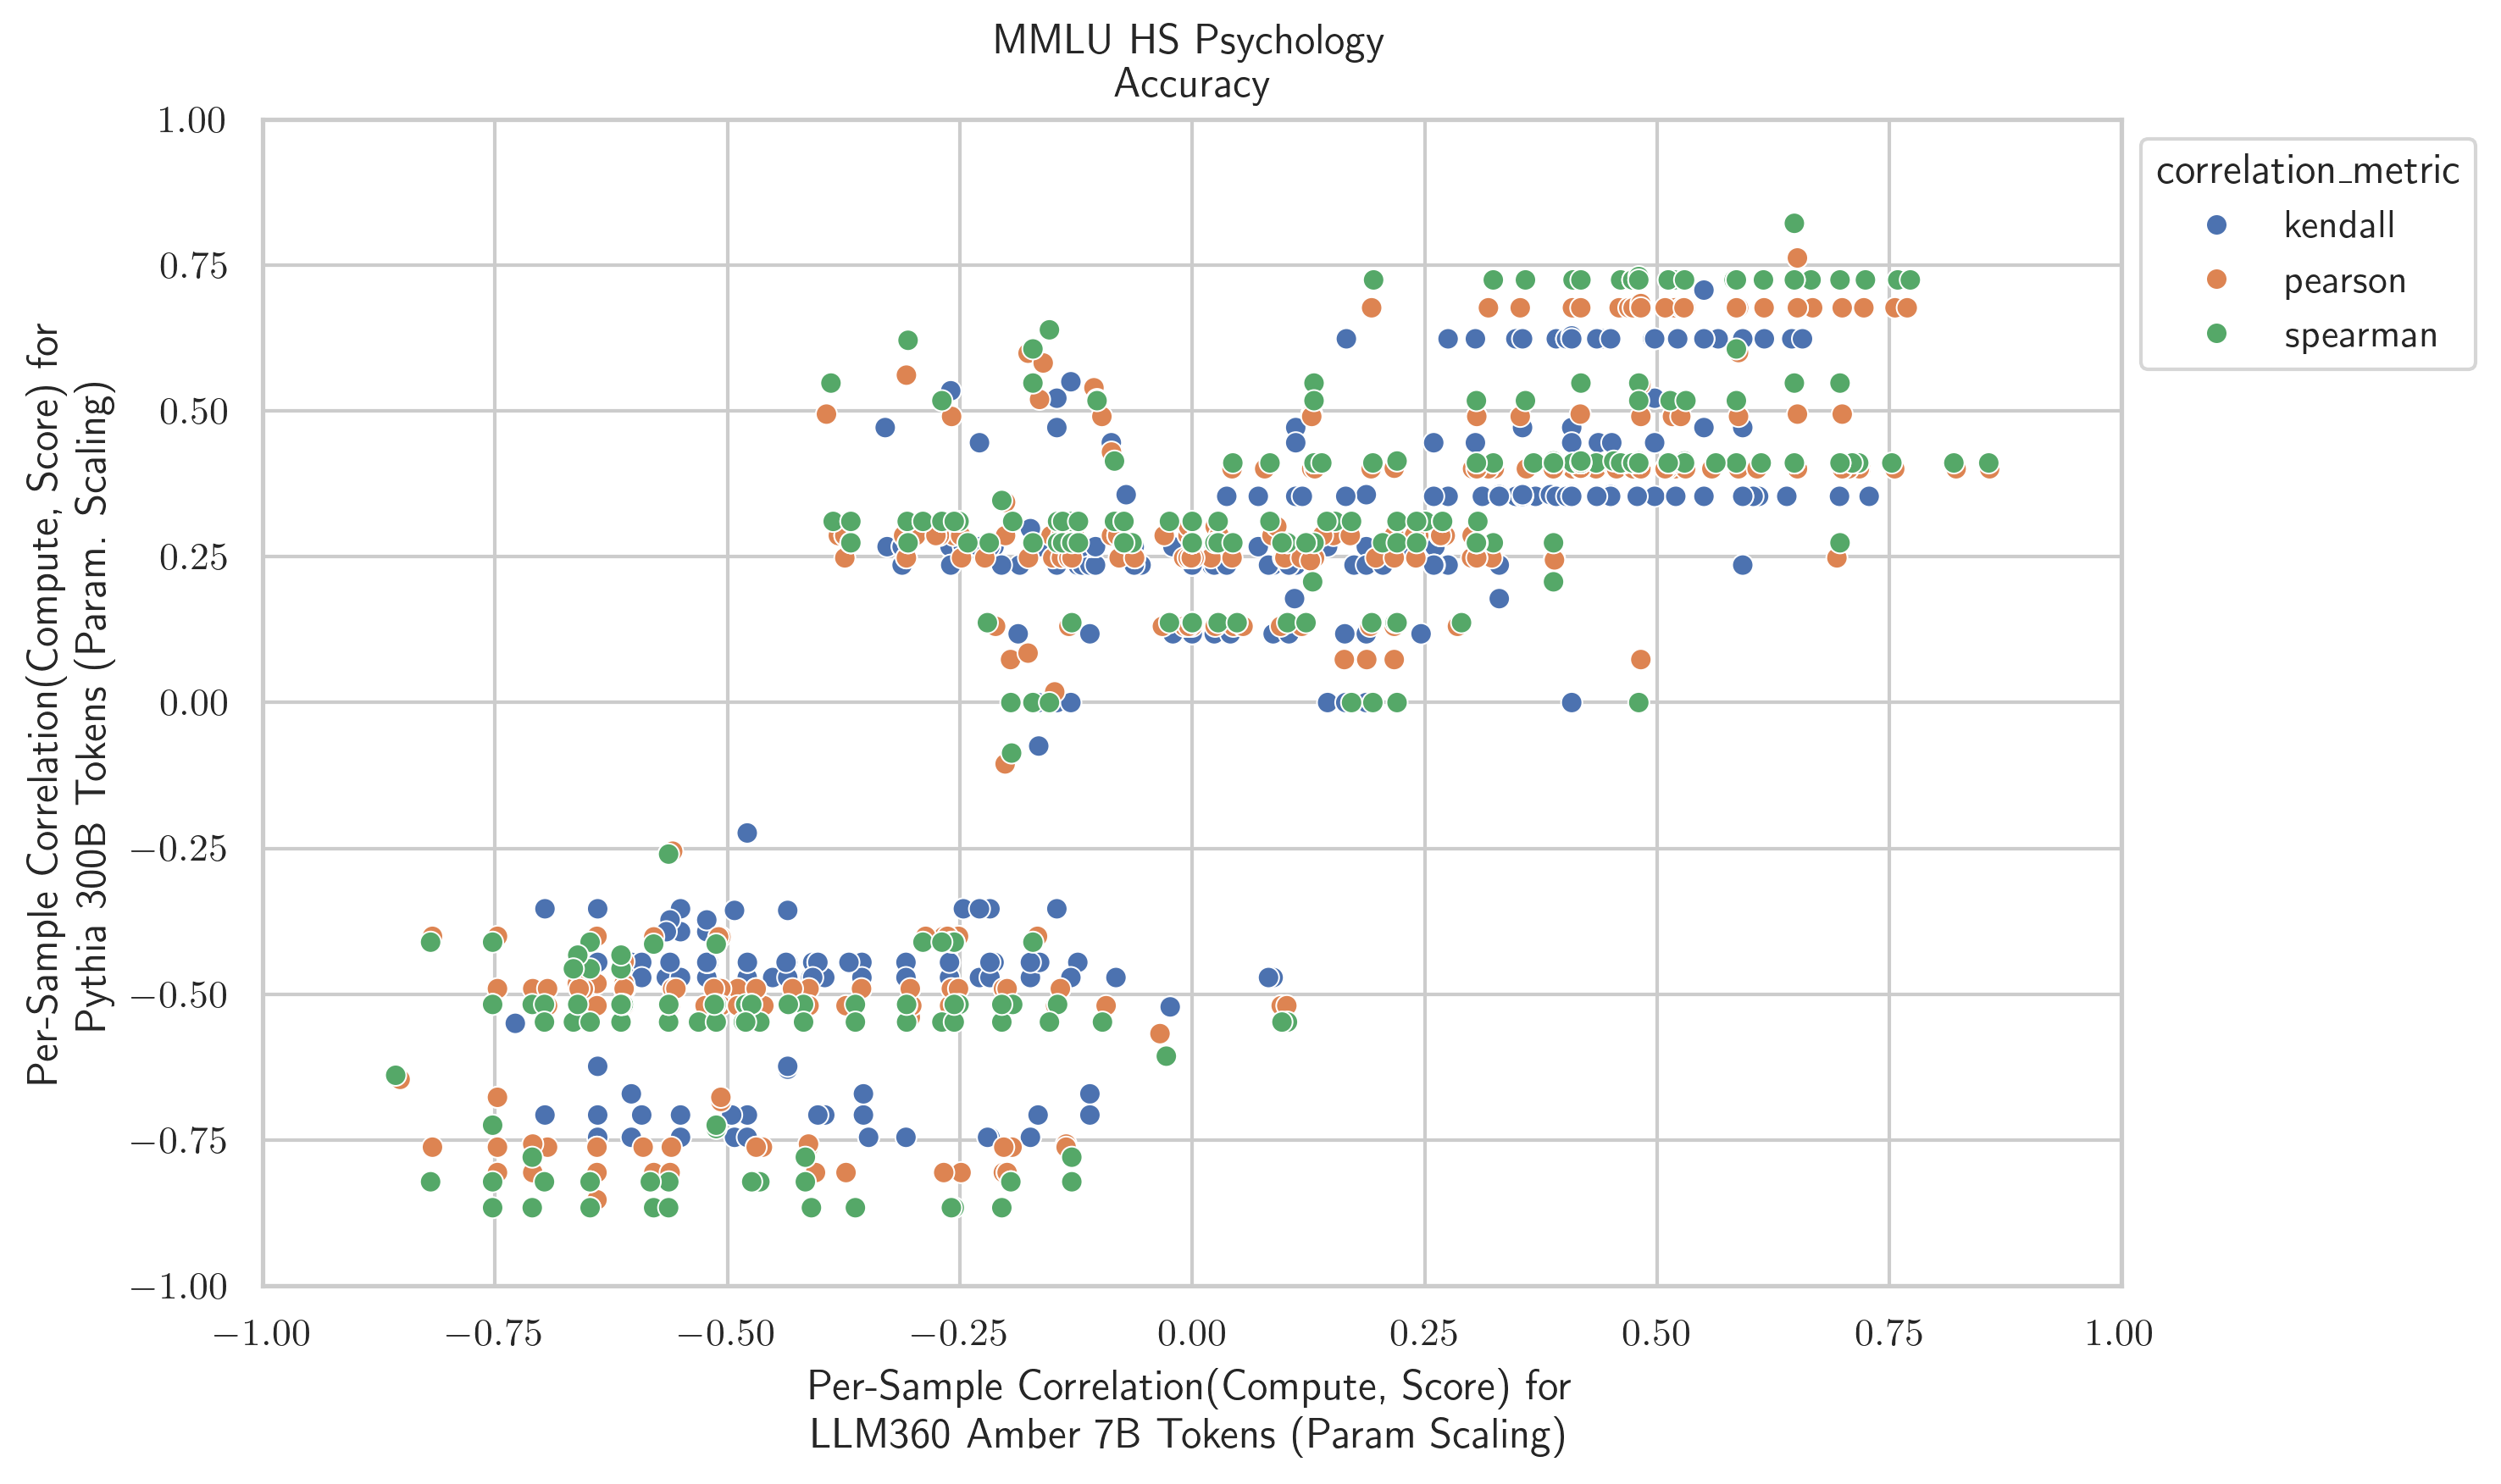 MMLU HS Psychology
Accuracy
Per-Sample Correlation(Compute, Score) for
Pythia 300B Tokens (Param. Scaling)
1.00
0.75
0.50
0.25
0.00
−0.25
−0.50
−0.75
−1.00
−1.00
−0.75
−0.50
−0.25
0.00
0.25
0.50
0.75
1.00
Per-Sample Correlation(Compute, Score) for
LLM360 Amber 7B Tokens (Param Scaling)
correlation_metric
kendall
pearson
spearman